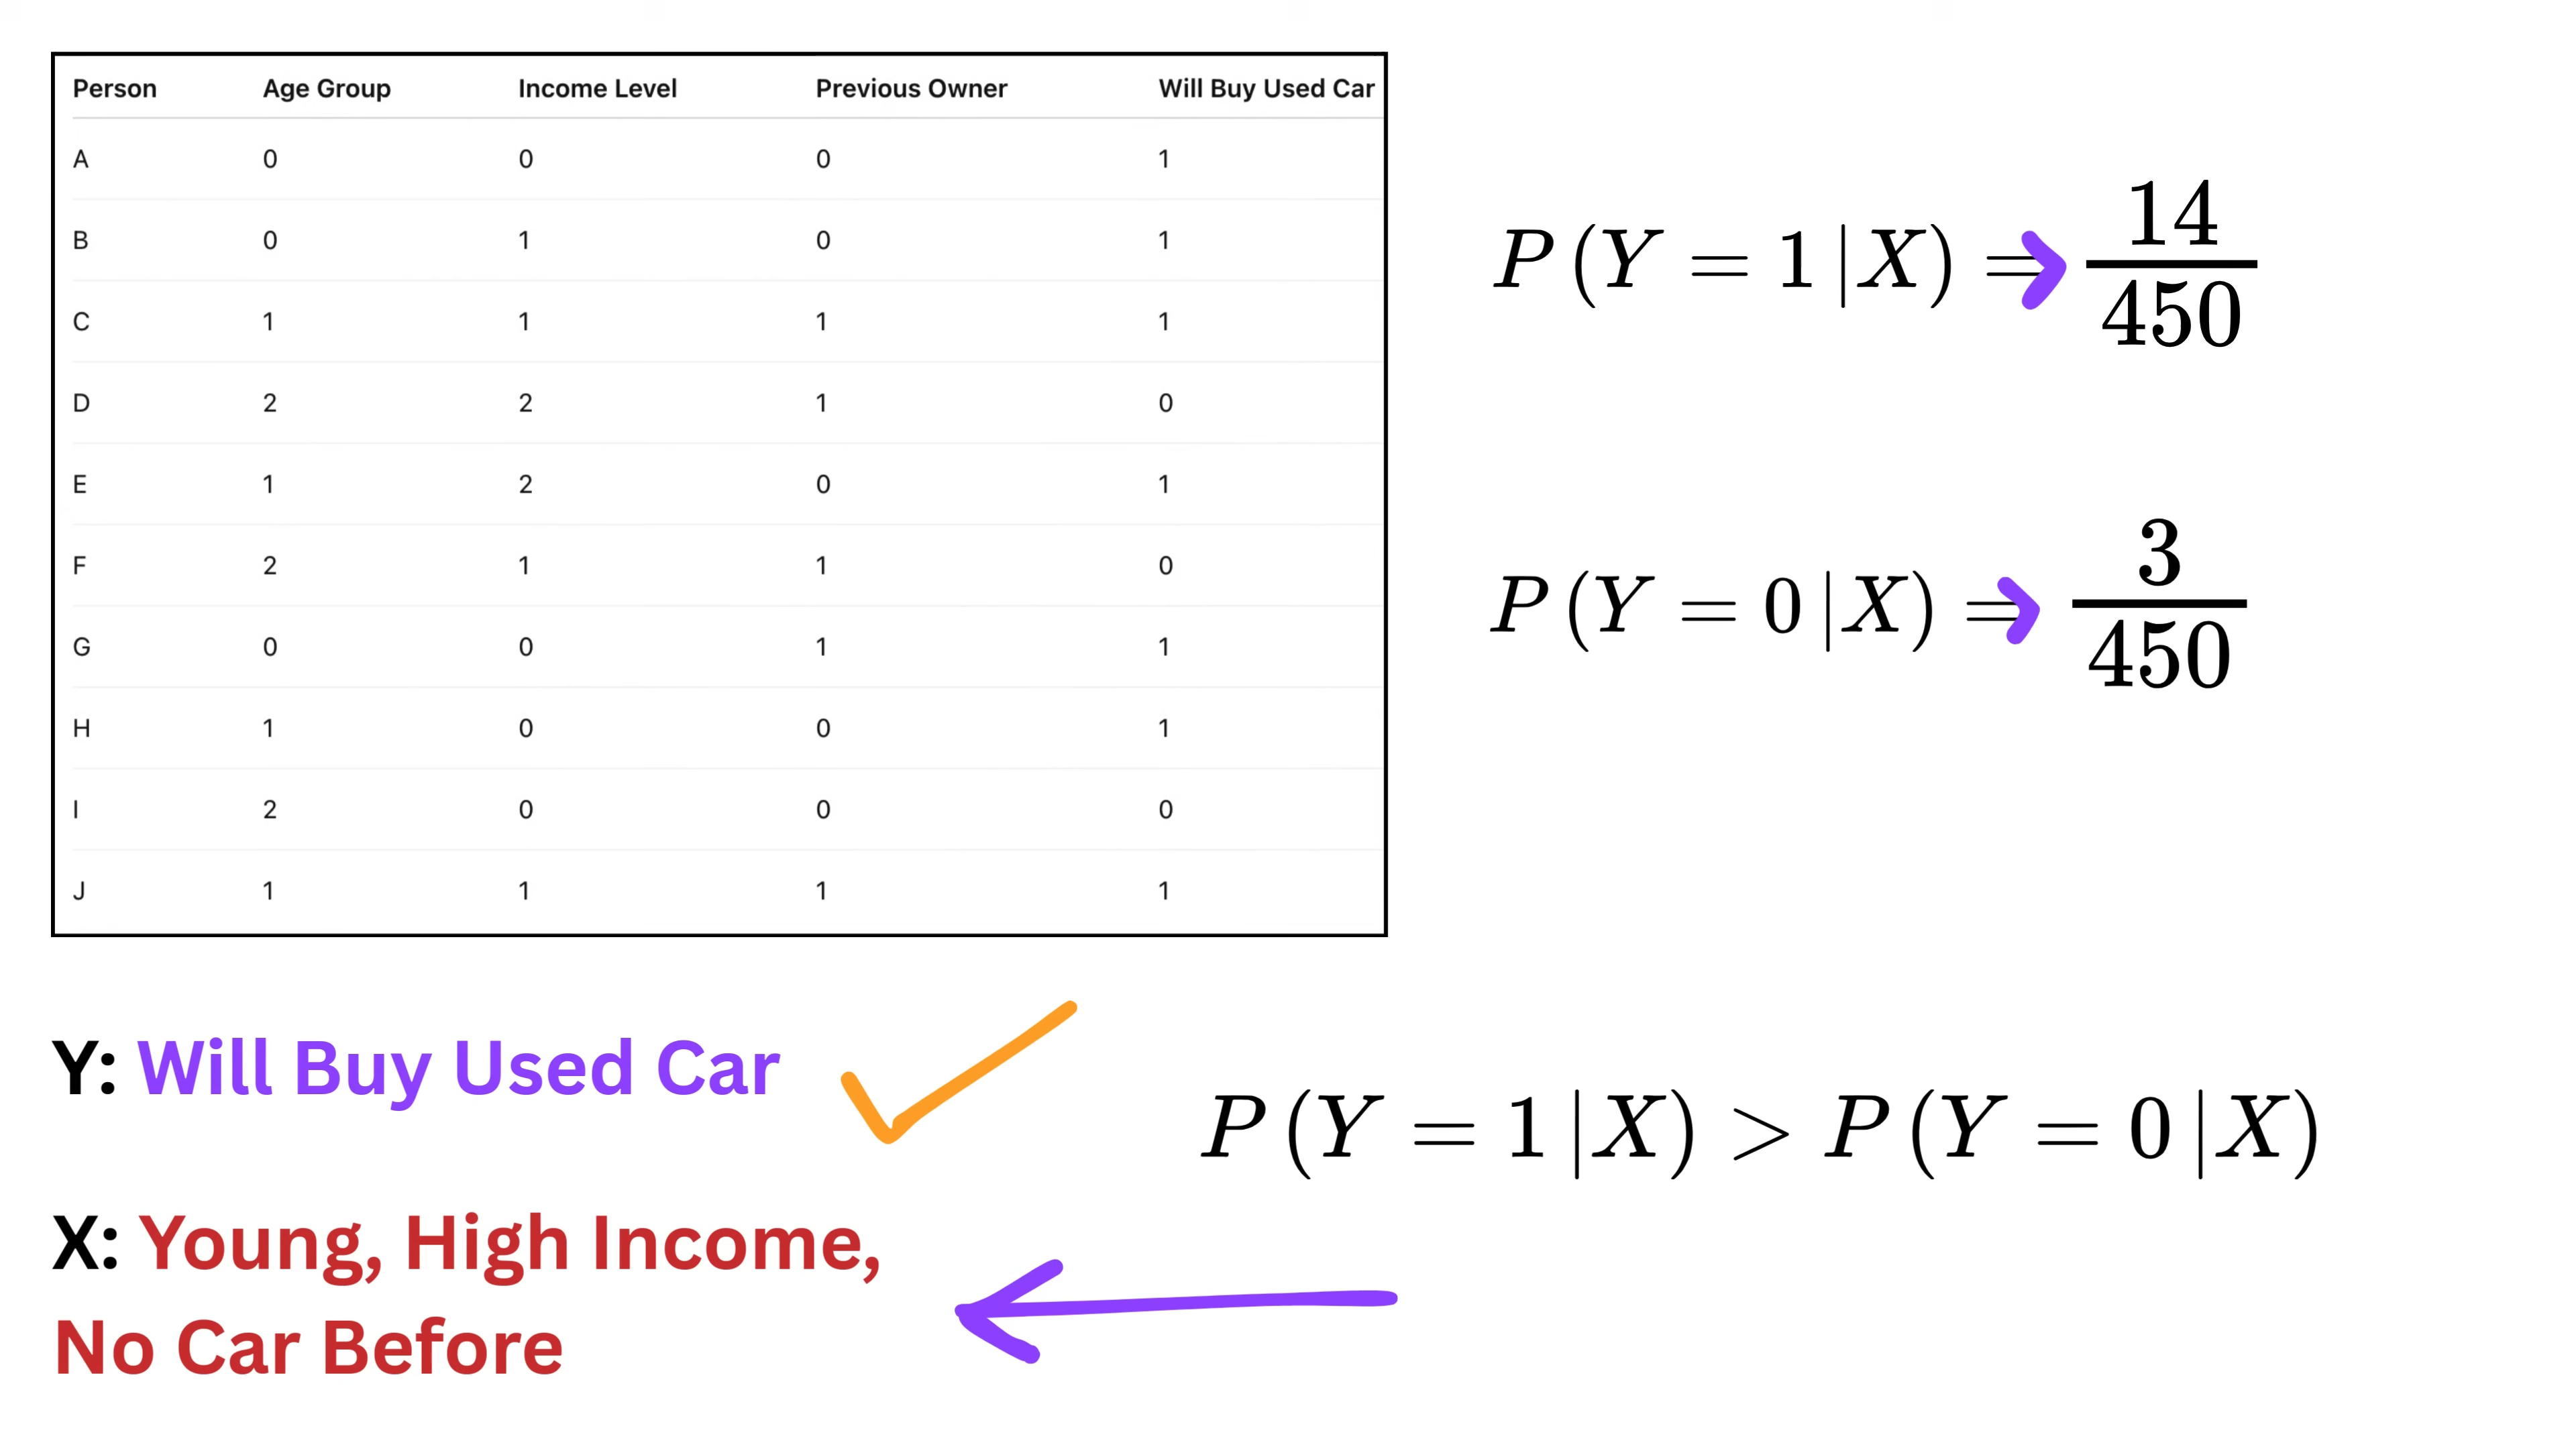 Person Age Group Income Level Previous Owner Will Buy Used Car
A 0 0 0 1
B 0 1 0 1
C 1 1 1 1
D 2 2 1 0
E 1 2 0 1
F 2 1 1 0
G 0 0 1 1
H 1 0 0 1
I 2 0 0 0
J 1 1 1 1
P(Y = 1|X) ⇒ 14/450
P(Y = 0|X) ⇒ 3/450
Y: Will Buy Used Car
P(Y = 1|X) > P(Y = 0|X)
X: Young, High Income,
No Car Before